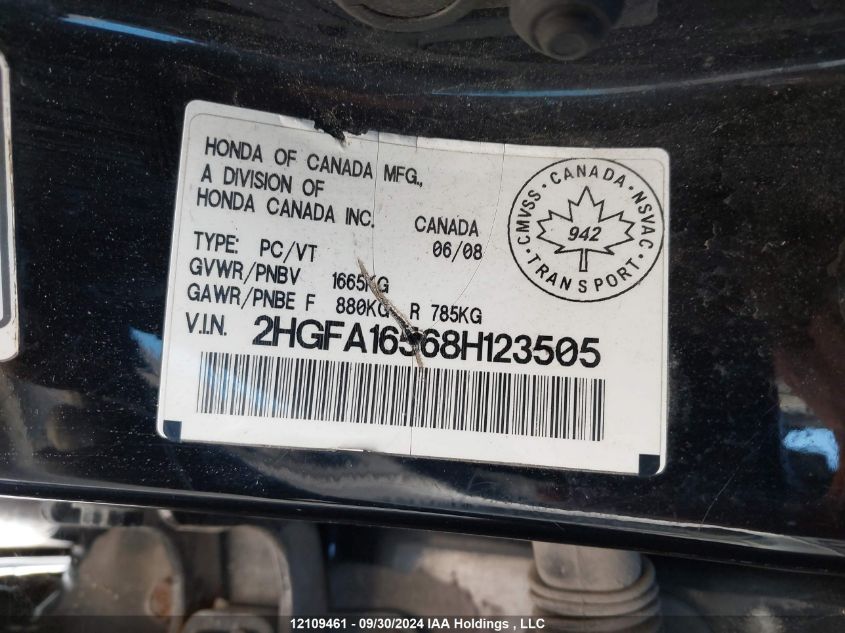 HONDA OF CANADA MFG.,
A DIVISION OF
HONDA CANADA INC. CANADA
06/08
TYPE: PC/VT
GVWR/PNBV 1665KG
GAWR/PNBE F 880KG R 785KG
V.I.N. 2HGFA16568H123505
CMVSS · CANADA · NSVAC · TRANSPORT ·
942
12109461 - 09/30/2024 IAA Holdings , LLC